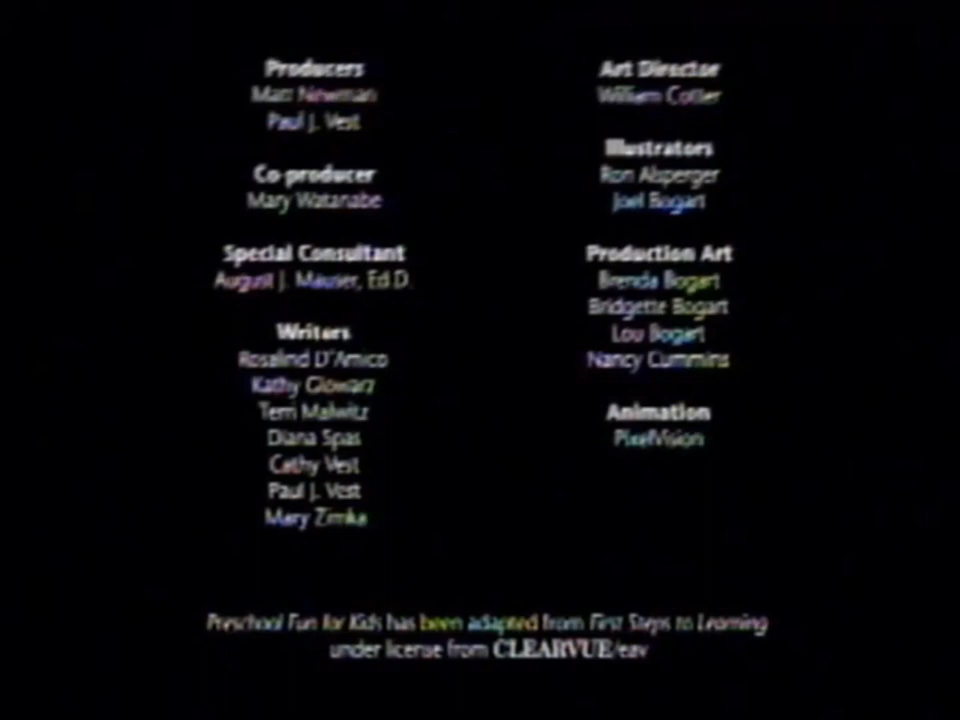 Producers
Matt Newman
Paul J. Vest
Co-producer
Mary Watanabe
Special Consultant
August J. Mauser, Ed.D.
Writers
Rosalind D'Amico
Kathy Glowarz
Terri Malwitz
Diana Spas
Cathy Vest
Paul J. Vest
Mary Zimka
Art Director
William Cotter
Illustrators
Ron Alsperger
Joel Bogart
Production Art
Brenda Bogart
Bridgette Bogart
Lou Bogart
Nancy Cummins
Animation
PixelVision
Preschool Fun for Kids has been adapted from First Steps to Learning
under license from CLEARVUE/eav